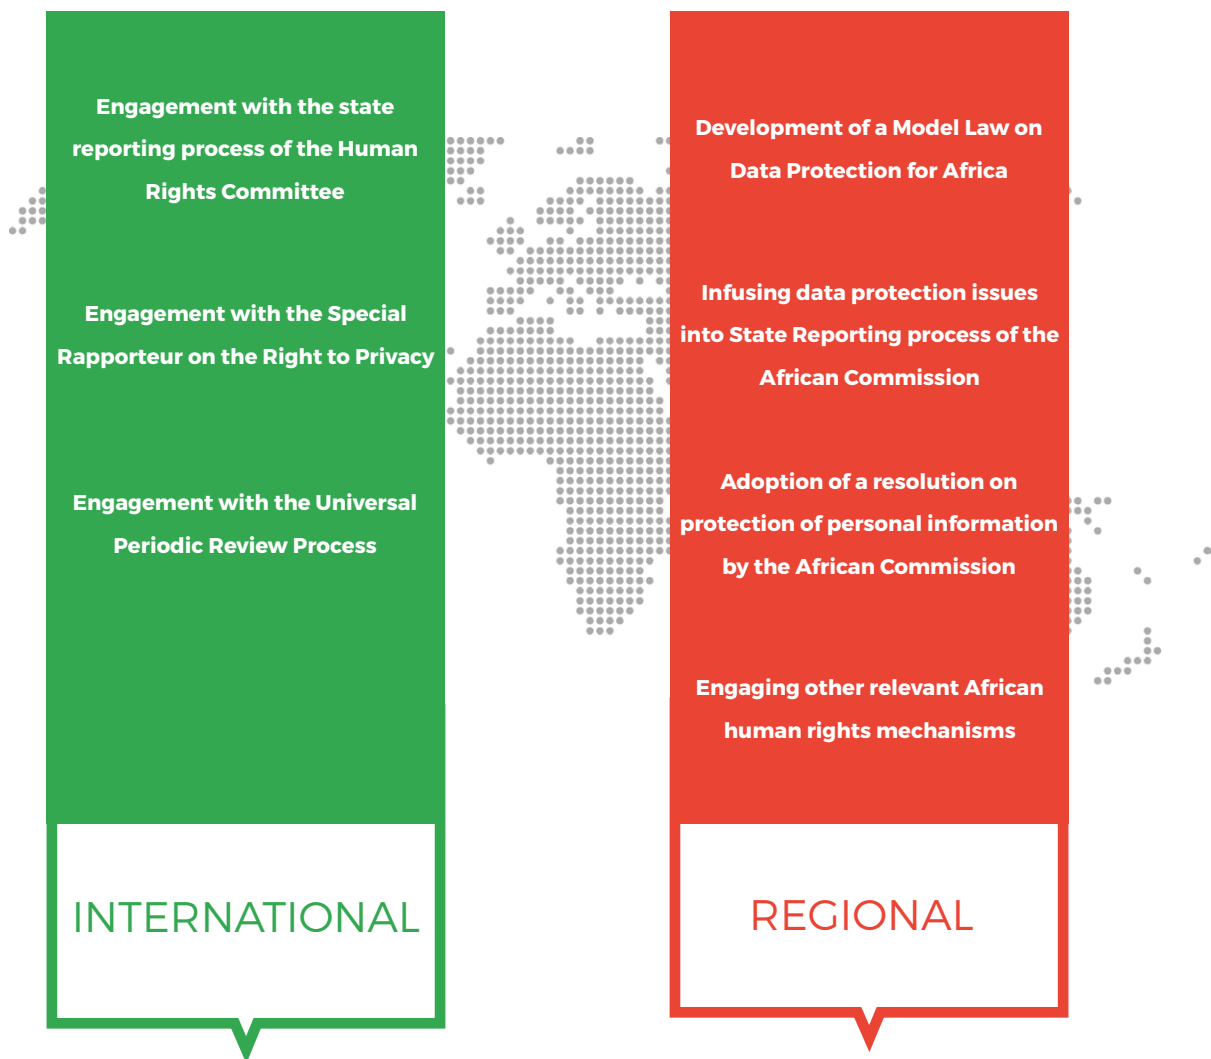 Engagement with the state
reporting process of the Human
Rights Committee
Engagement with the Special
Rapporteur on the Right to Privacy
Engagement with the Universal
Periodic Review Process
INTERNATIONAL
Development of a Model Law on
Data Protection for Africa
Infusing data protection issues
into State Reporting process of the
African Commission
Adoption of a resolution on
protection of personal information
by the African Commission
Engaging other relevant African
human rights mechanisms
REGIONAL